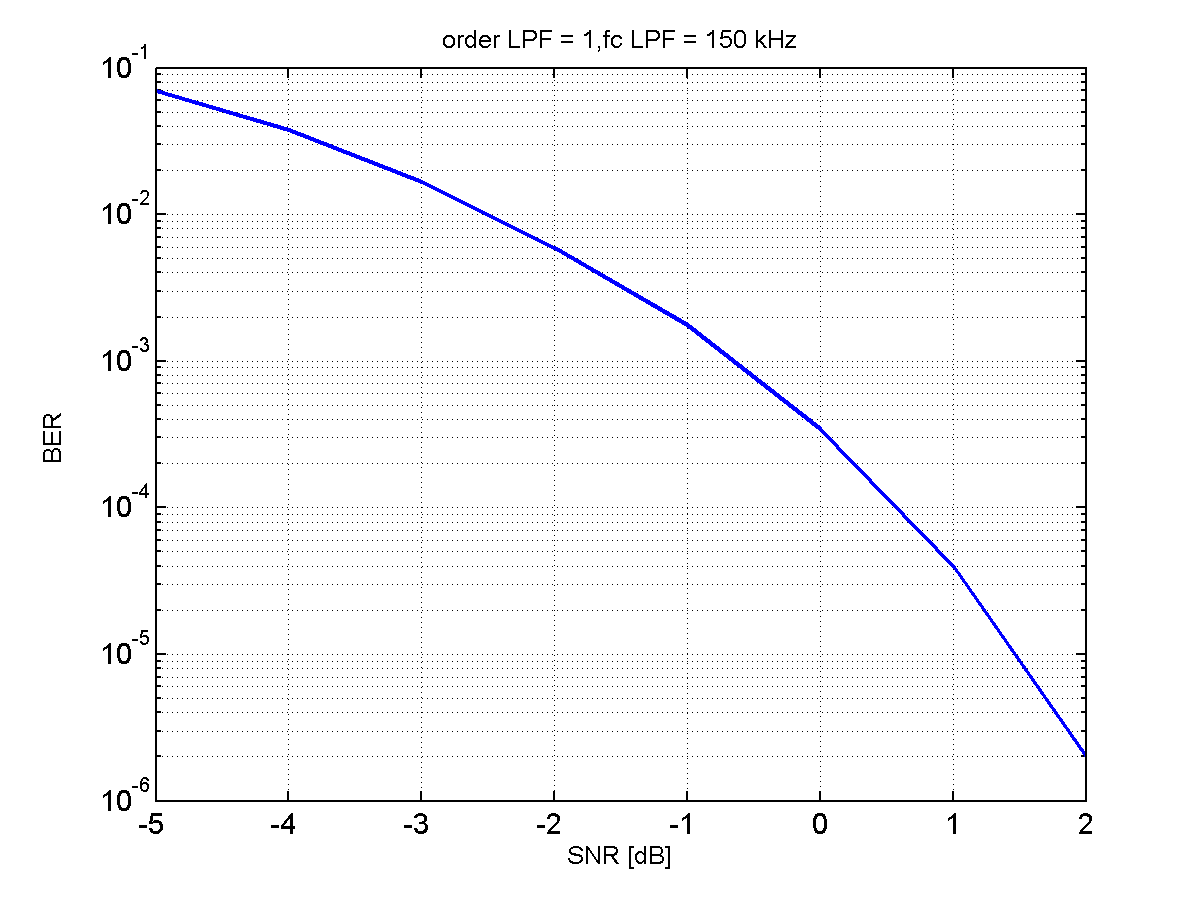 order LPF = 1,fc LPF = 150 kHz
10^-1
10^-2
10^-3
10^-4
10^-5
10^-6
BER
-5 -4 -3 -2 -1 0 1 2
SNR [dB]